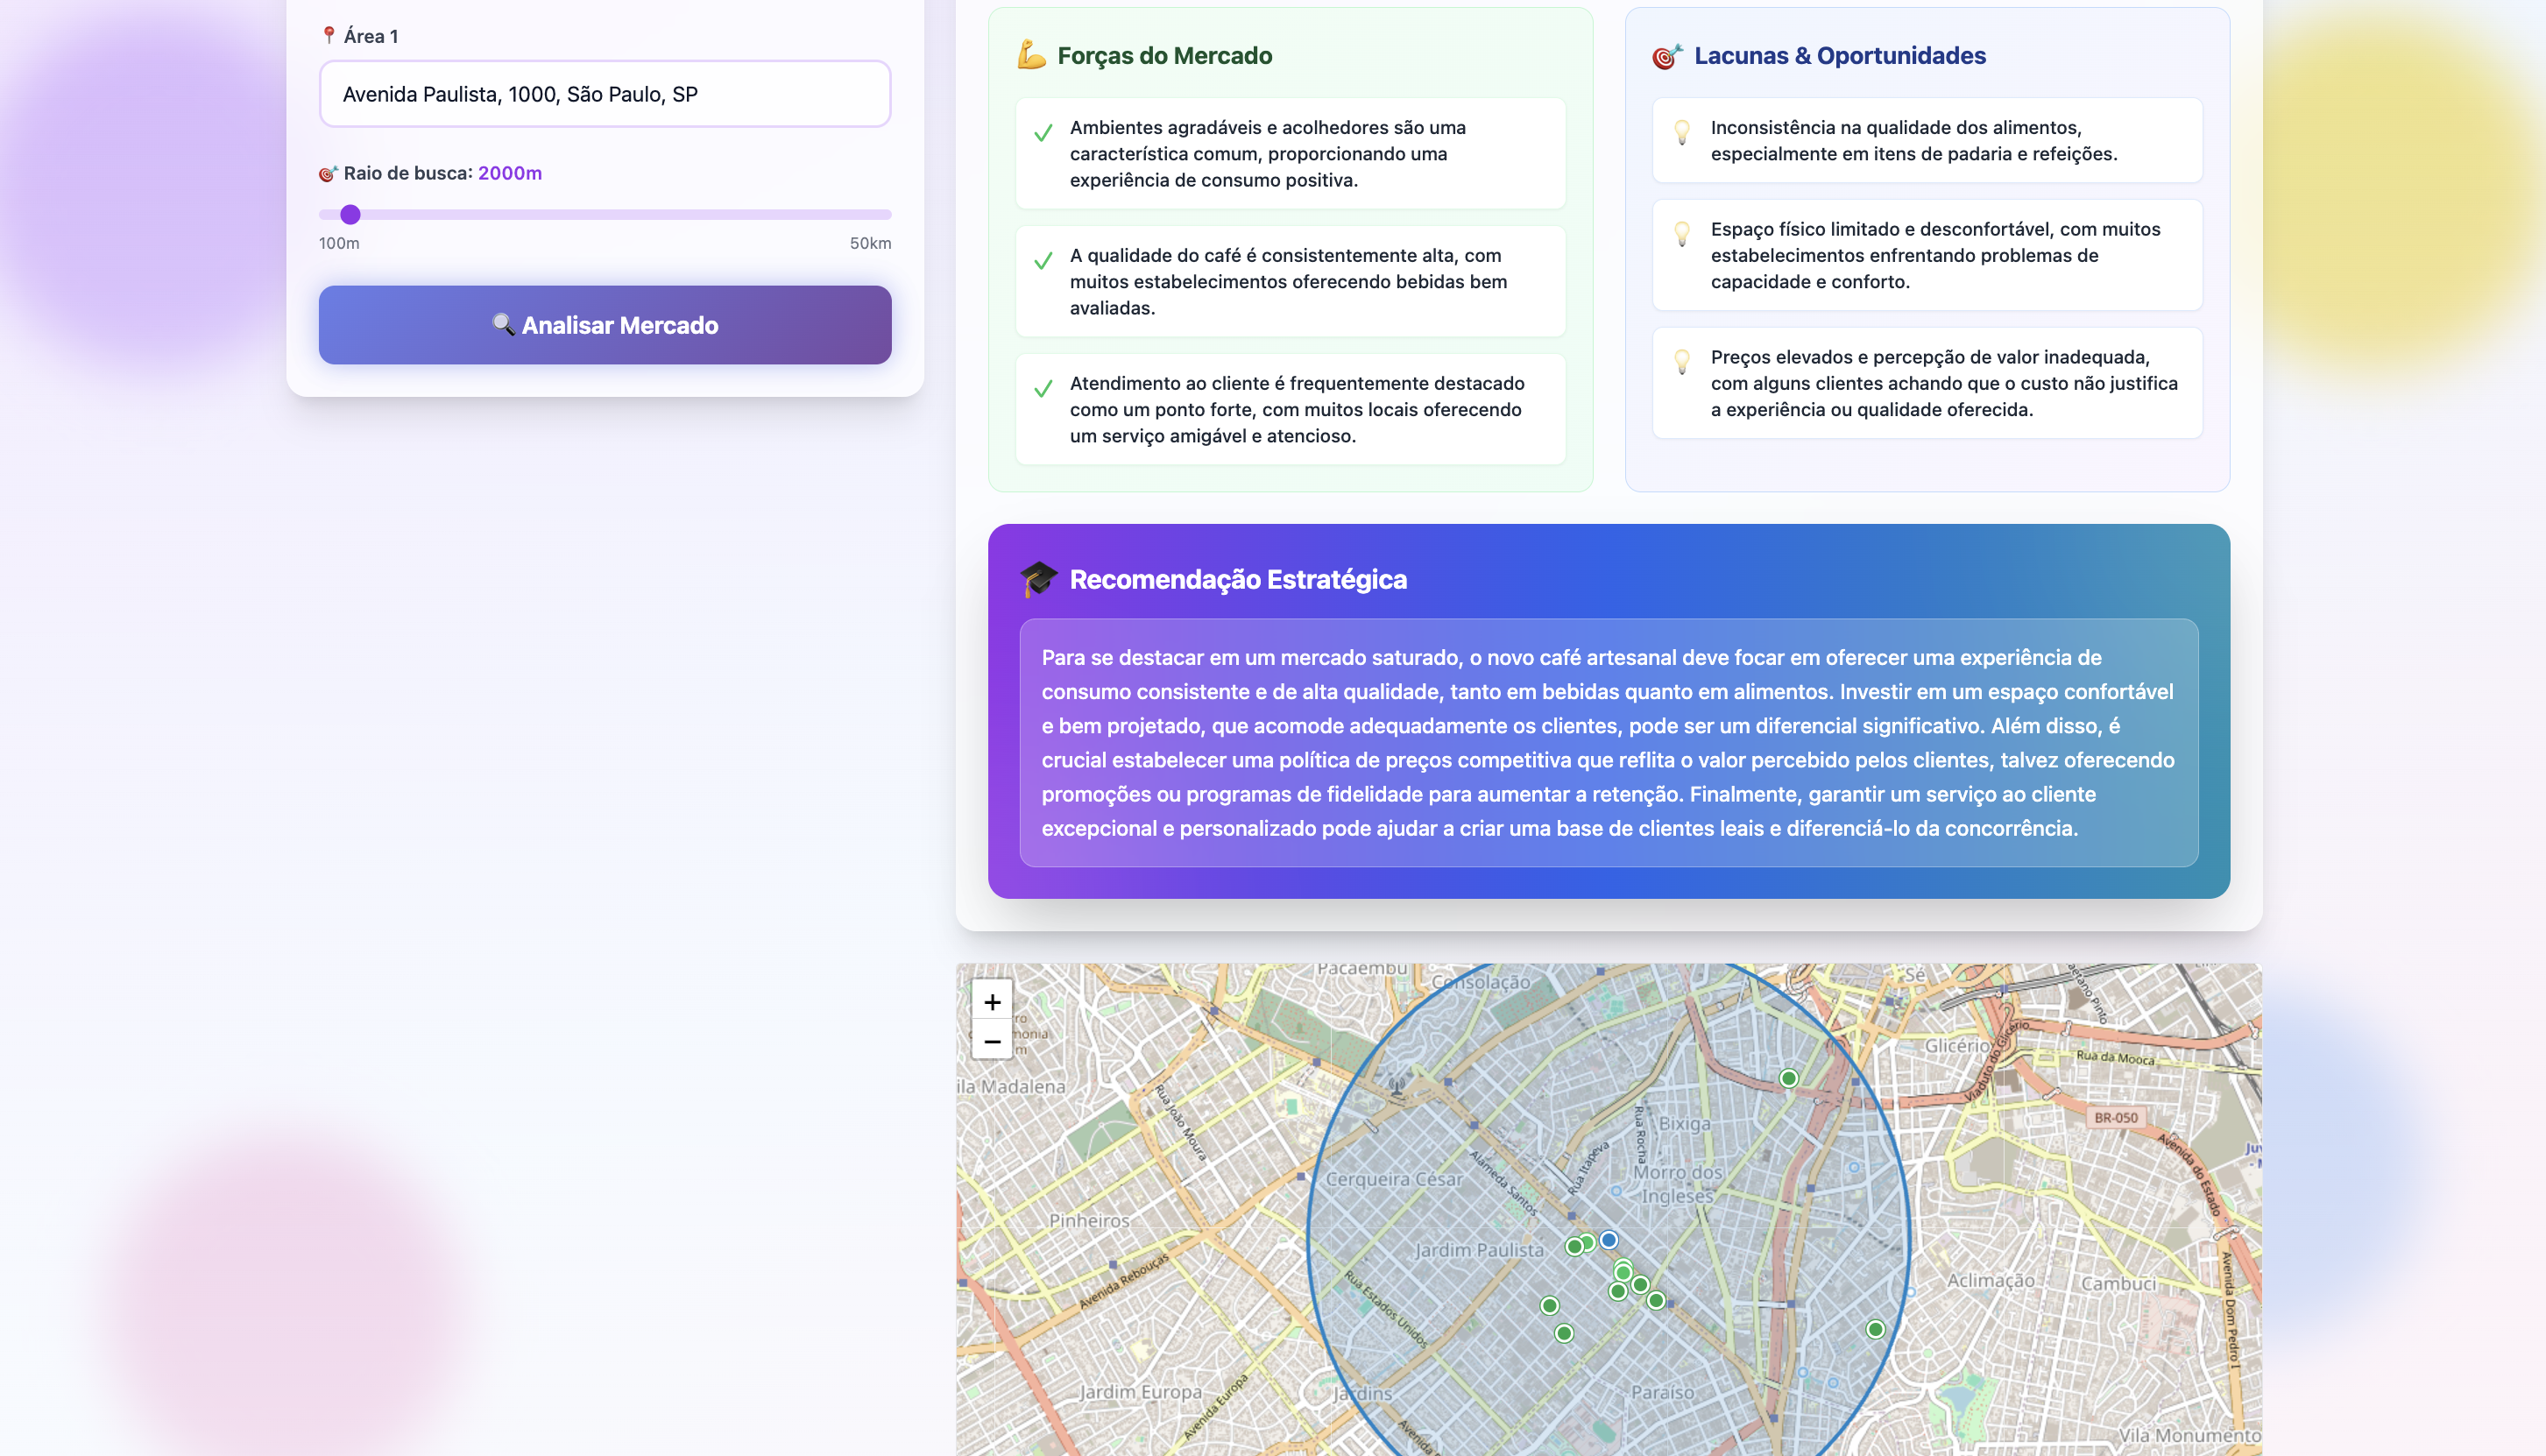 Área 1
Avenida Paulista, 1000, São Paulo, SP
Raio de busca: 2000m
100m
50km
Analisar Mercado
Forças do Mercado
Ambientes agradáveis e acolhedores são uma
característica comum, proporcionando uma
experiência de consumo positiva.
A qualidade do café é consistentemente alta, com
muitos estabelecimentos oferecendo bebidas bem
avaliadas.
Atendimento ao cliente é frequentemente destacado
como um ponto forte, com muitos locais oferecendo
um serviço amigável e atencioso.
Lacunas & Oportunidades
Inconsistência na qualidade dos alimentos,
especialmente em itens de padaria e refeições.
Espaço físico limitado e desconfortável, com muitos
estabelecimentos enfrentando problemas de
capacidade e conforto.
Preços elevados e percepção de valor inadequada,
com alguns clientes achando que o custo não justifica
a experiência ou qualidade oferecida.
Recomendação Estratégica
Para se destacar em um mercado saturado, o novo café artesanal deve focar em oferecer uma experiência de
consumo consistente e de alta qualidade, tanto em bebidas quanto em alimentos. Investir em um espaço confortável
e bem projetado, que acomode adequadamente os clientes, pode ser um diferencial significativo. Além disso, é
crucial estabelecer uma política de preços competitiva que reflita o valor percebido pelos clientes, talvez oferecendo
promoções ou programas de fidelidade para aumentar a retenção. Finalmente, garantir um serviço ao cliente
excepcional e personalizado pode ajudar a criar uma base de clientes leais e diferenciá-lo da concorrência.
+
−
Pacaembu
Consolação
Sé
Glicério
Viaduto do Glicério
Rua da Mooca
ila Madalena
Rua João Moura
BR-050
Avenida do Estado
Bixiga
Rua Rocha
Rua Itapeva
Morro dos
Ingleses
Cerqueira César
Alameda Santos
Pinheiros
Jardim Paulista
Avenida Rebouças
Rua Estados Unidos
Aclimação
Cambuci
Avenida Dom Pedro I
Jardim Europa
Avenida Europa
Jardins
Paraíso
Vila Monumento